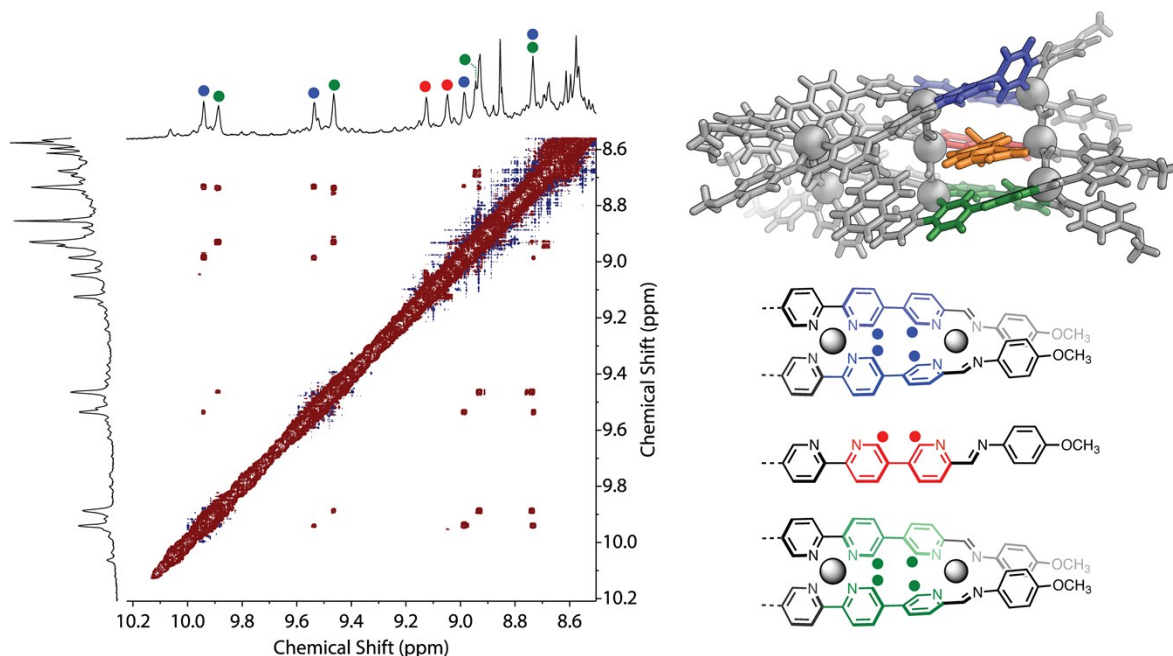 8.6
8.8
9.0
9.2
9.4
9.6
9.8
10.0
10.2
Chemical Shift (ppm)
10.2 10.0 9.8 9.6 9.4 9.2 9.0 8.8 8.6
Chemical Shift (ppm)
N N N
N OCH₃
N N N N OCH₃
N N N N OCH₃
N N N
N OCH₃
N N N N OCH₃